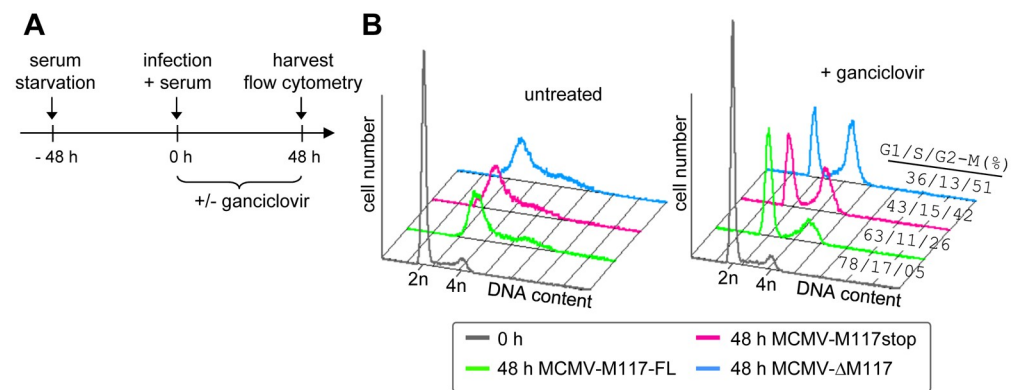 A
serum starvation
infection + serum
harvest flow cytometry
- 48 h
0 h
48 h
+/- ganciclovir
B
untreated
cell number
2n
4n
DNA content
+ ganciclovir
cell number
G1/S/G2-M(%)
36/13/51
43/15/42
63/11/26
78/17/05
2n
4n
DNA content
0 h
48 h MCMV-M117-FL
48 h MCMV-M117stop
48 h MCMV-ΔM117